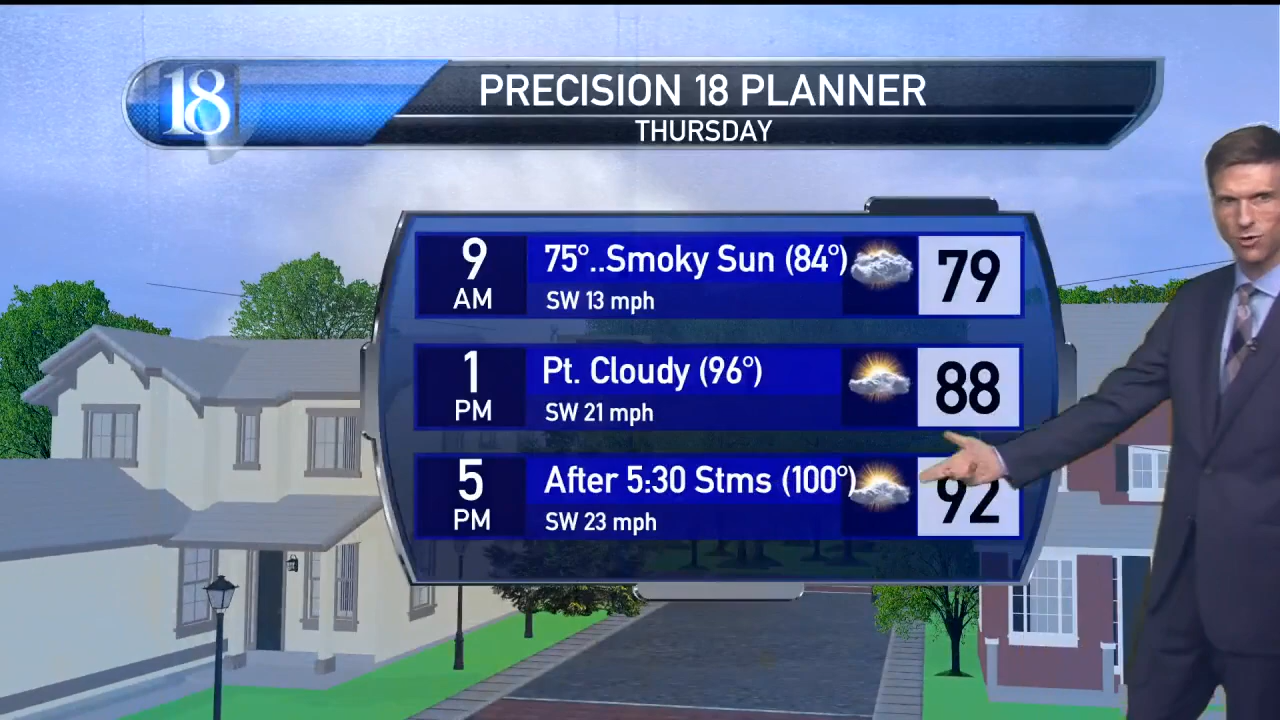 18
PRECISION 18 PLANNER
THURSDAY
9
AM
75°..Smoky Sun (84°)
SW 13 mph
79
1
PM
Pt. Cloudy (96°)
SW 21 mph
88
5
PM
After 5:30 Stms (100°)
SW 23 mph
92